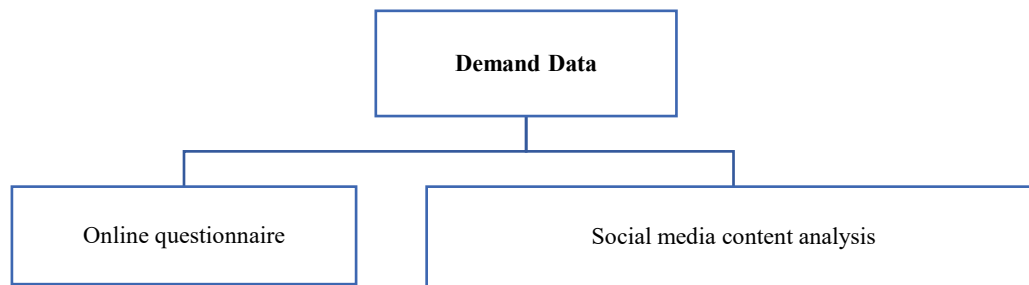 Demand Data
Online questionnaire
Social media content analysis